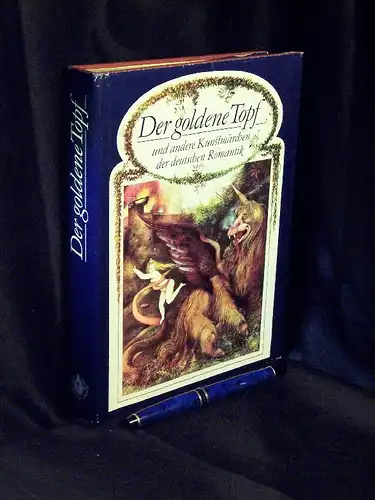 Der goldene Topf
Der goldene Topf
und andere Kunstmärchen
der deutschen Romantik